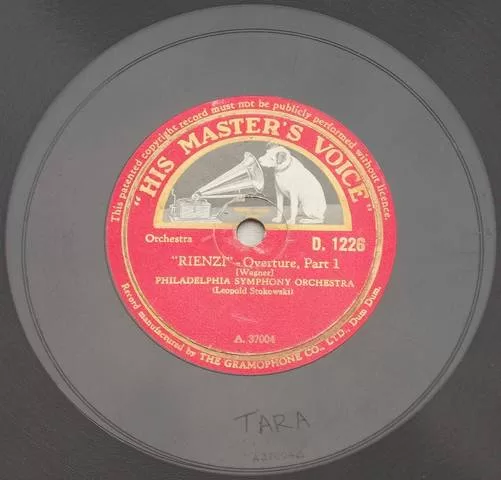 This patented copyright record must not be publicly performed without licence.
"HIS MASTER'S VOICE"
Orchestra
D. 1226
"RIENZI" - Overture, Part 1
[Wagner]
PHILADELPHIA SYMPHONY ORCHESTRA
(Leopold Stokowski)
A. 37004
Record manufactured by THE GRAMOPHONE CO., LTD., Dum Dum.
TARA